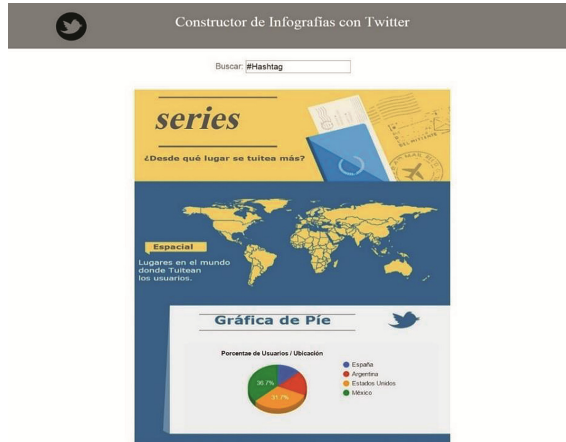 Constructor de Infografías con Twitter
Buscar: #Hashtag
series
¿Desde qué lugar se tuitea más?
Espacial
Lugares en el mundo
donde Tuitean
los usuarios.
Gráfica de Píe
Porcentae de Usuarios / Ubicación
España
Argentina
Estados Unidos
México
36.7%
31.7%